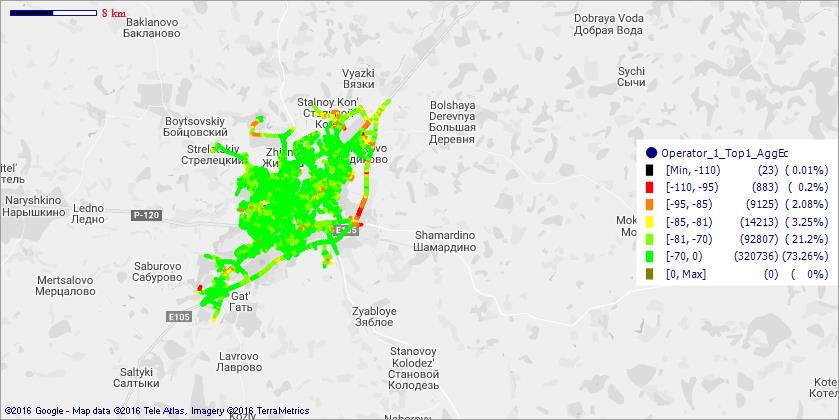 8 km
Baklanovo
Баклановo
Dobraya Voda
Добрая Вода
Vyazki
Вязки
Sychi
Сычи
Stalnoy Kon'
Bolshaya
Derevnya
Большая
Деревня
Boytsovskiy
Бойцовский
Streletskiy
Стрелецкий
Naryshkino
Нарышкино
Ledno
Ледно
P-120
E105
Shamardino
Шамардино
Saburovo
Сабурово
Mertsalovo
Мерцалово
Gat'
Гать
E105
Zyabloye
Зяблое
Lavrovo
Лаврово
Stanovoy
Kolodez'
Становой
Колодезь
Saltyki
Салтыки
Operator_1_Top1_AggEc
[Min, -110) (23) ( 0.01%)
[-110, -95) (883) ( 0.2%)
[-95, -85) (9125) ( 2.08%)
[-85, -81) (14213) ( 3.25%)
[-81, -70) (92807) ( 21.2%)
[-70, 0) (320736) (73.26%)
[0, Max] (0) ( 0%)
©2016 Google - Map data ©2016 Tele Atlas, Imagery ©2016 TerraMetrics